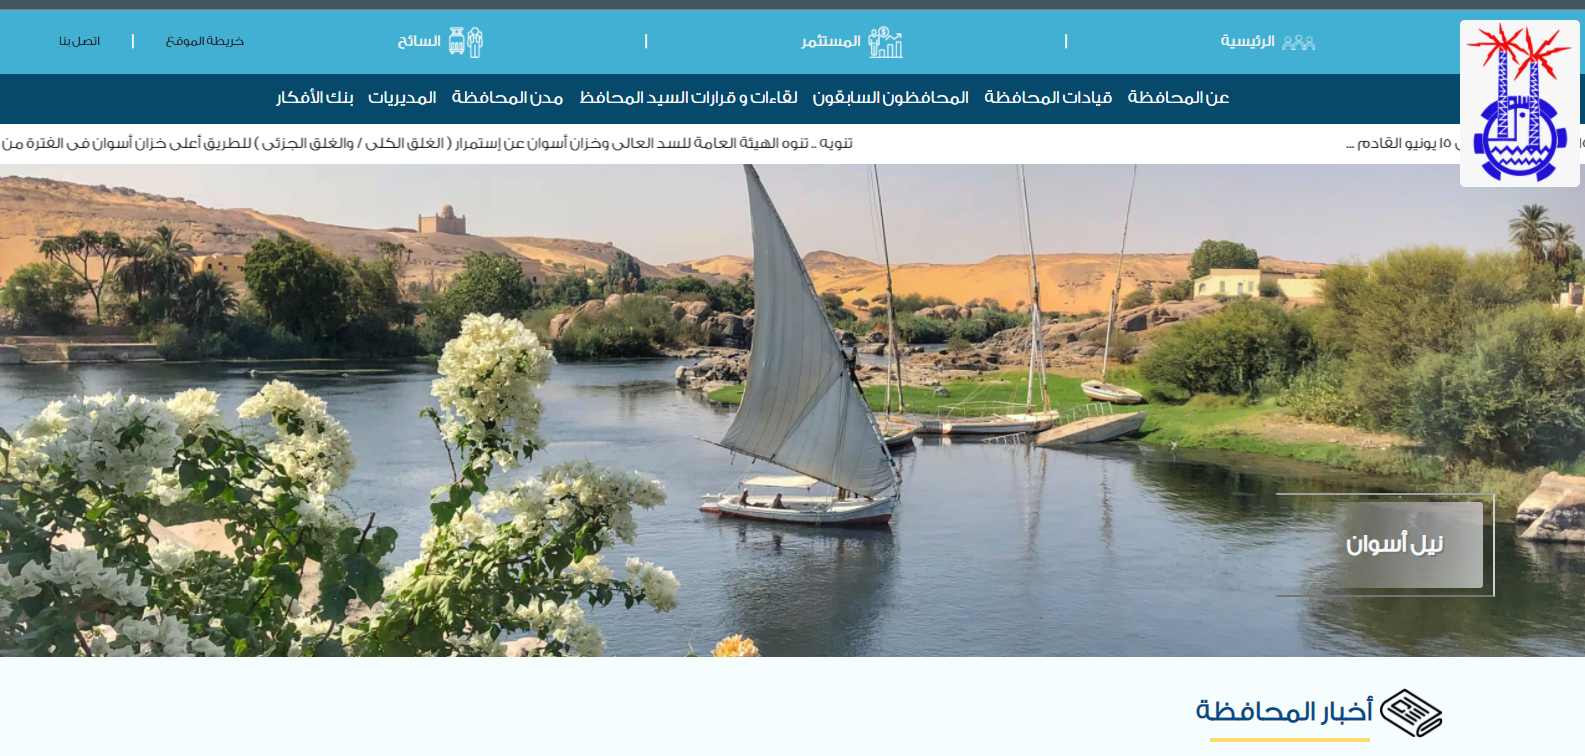 الرئيسية | المستثمر | السائح خريطة الموقع | اتصل بنا
عن المحافظة قيادات المحافظة المحافظون السابقون لقاءات و قرارات السيد المحافظ مدن المحافظة المديريات بنك الأفكار
١٥ يونيو القادم ... تنويه .. تنوه الهيئة العامة للسد العالى وخزان أسوان عن إستمرار ( الغلق الكلى / والغلق الجزئى ) للطريق أعلى خزان أسوان فى الفترة من
نيل أسوان
أخبار المحافظة